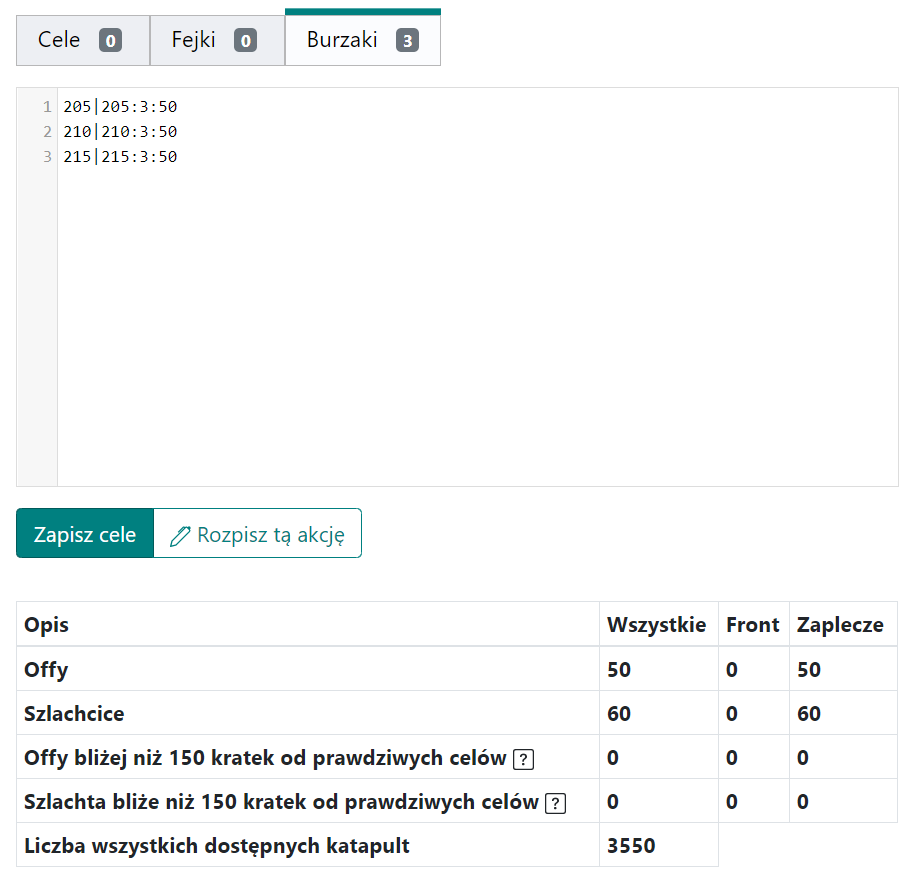 Cele 0 Fejki 0 Burzaki 3
1 205|205:3:50
2 210|210:3:50
3 215|215:3:50
Zapisz cele Rozpisz tą akcję
Opis Wszystkie Front Zaplecze
Offy 50 0 50
Szlachcice 60 0 60
Offy bliżej niż 150 kratek od prawdziwych celów ? 0 0 0
Szlachta bliże niż 150 kratek od prawdziwych celów ? 0 0 0
Liczba wszystkich dostępnych katapult 3550